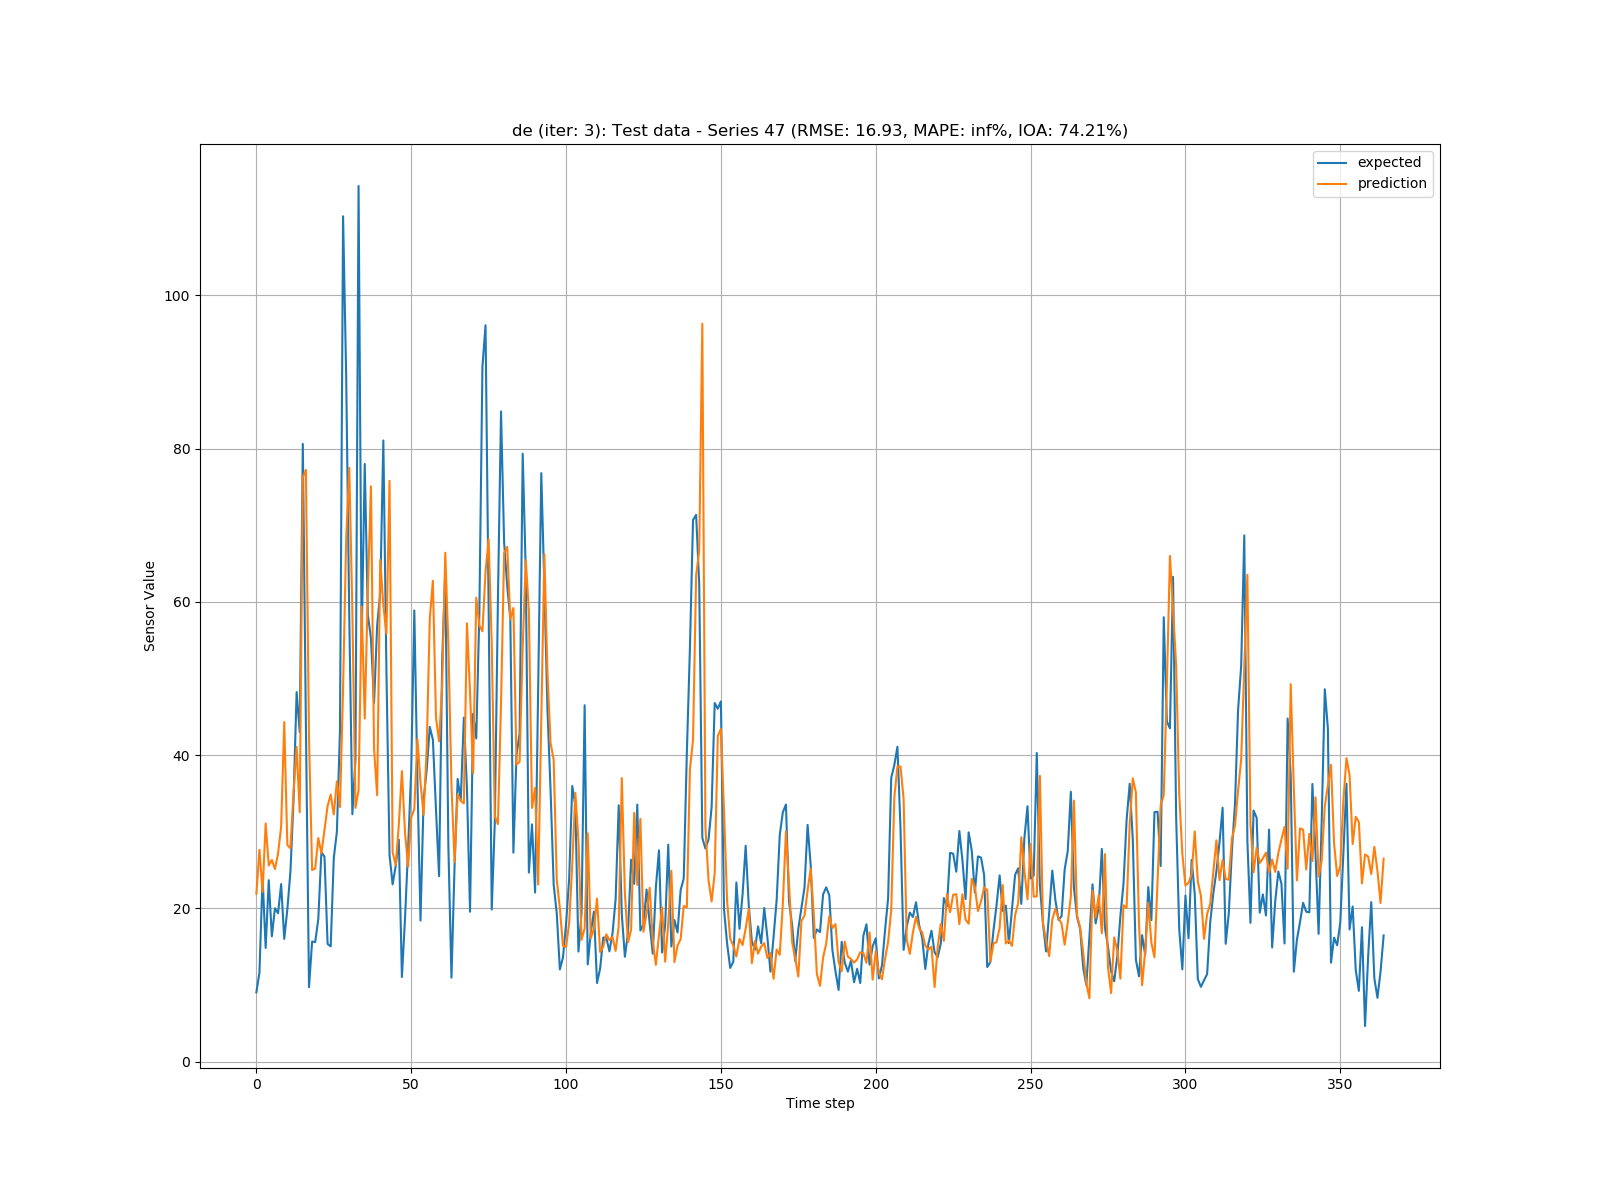 de (iter: 3): Test data - Series 47 (RMSE: 16.93, MAPE: inf%, IOA: 74.21%)
expected
prediction
100
80
60
40
20
0
Sensor Value
0 50 100 150 200 250 300 350
Time step